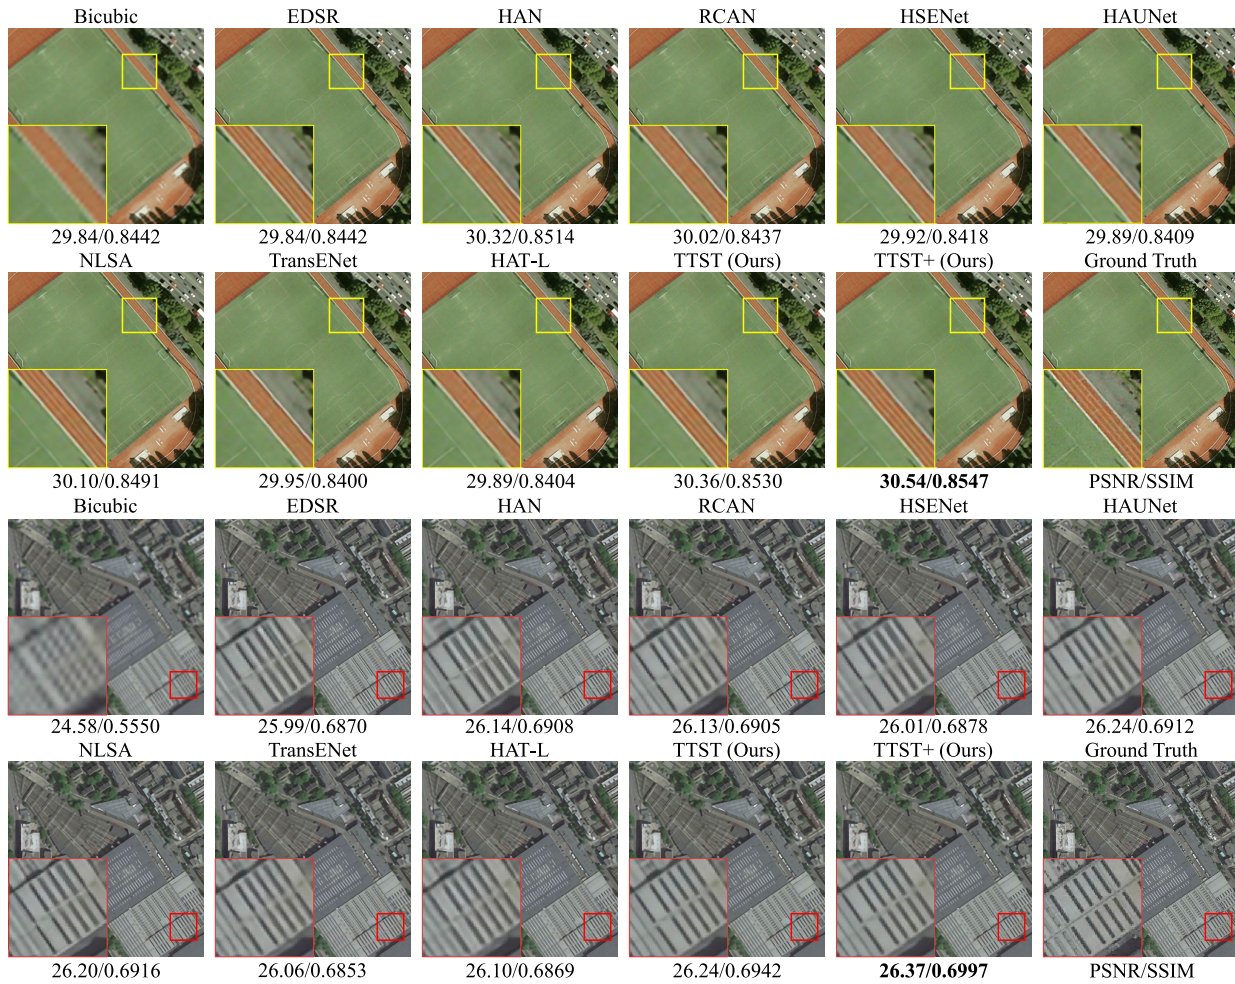 Bicubic EDSR HAN RCAN HSENet HAUNet
29.84/0.8442 29.84/0.8442 30.32/0.8514 30.02/0.8437 29.92/0.8418 29.89/0.8409
NLSA TransENet HAT-L TTST (Ours) TTST+ (Ours) Ground Truth
30.10/0.8491 29.95/0.8400 29.89/0.8404 30.36/0.8530 30.54/0.8547 PSNR/SSIM
Bicubic EDSR HAN RCAN HSENet HAUNet
24.58/0.5550 25.99/0.6870 26.14/0.6908 26.13/0.6905 26.01/0.6878 26.24/0.6912
NLSA TransENet HAT-L TTST (Ours) TTST+ (Ours) Ground Truth
26.20/0.6916 26.06/0.6853 26.10/0.6869 26.24/0.6942 26.37/0.6997 PSNR/SSIM